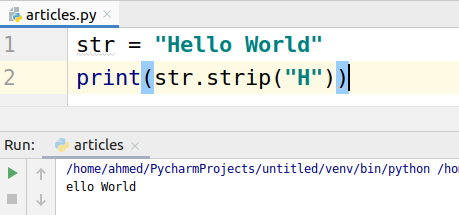 articles.py
1 str = "Hello World"
2 print(str.strip("H"))
Run: articles
/home/ahmed/PycharmProjects/untitled/venv/bin/python /ho
ello World